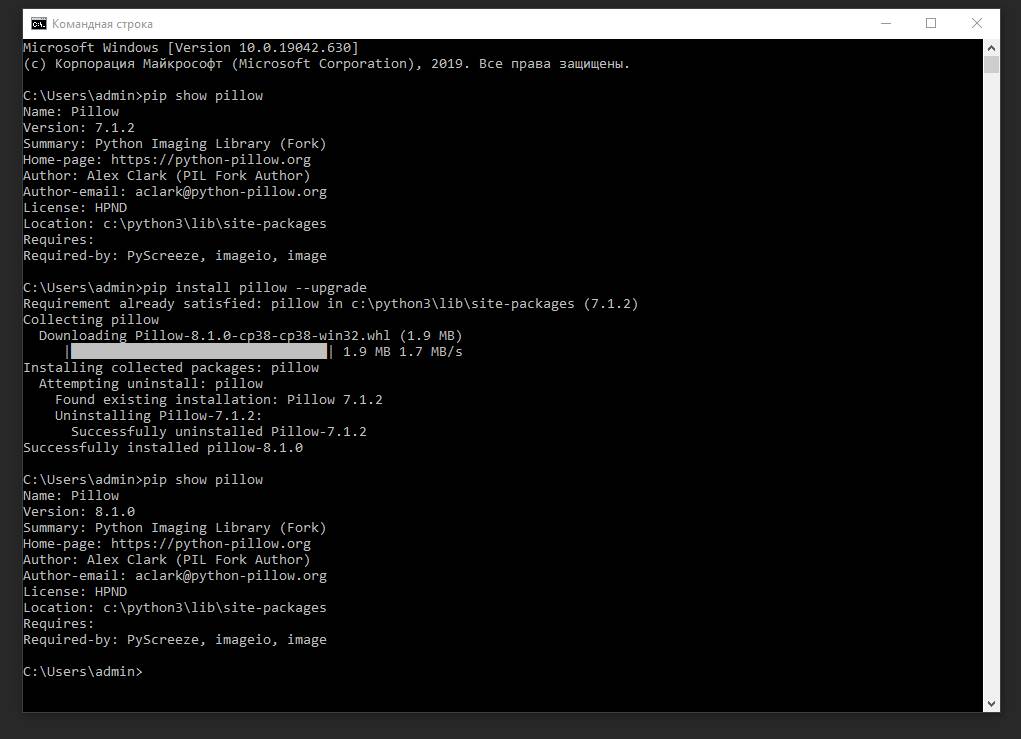 Командная строка
Microsoft Windows [Version 10.0.19042.630]
(c) Корпорация Майкрософт (Microsoft Corporation), 2019. Все права защищены.
C:\Users\admin>pip show pillow
Name: Pillow
Version: 7.1.2
Summary: Python Imaging Library (Fork)
Home-page: https://python-pillow.org
Author: Alex Clark (PIL Fork Author)
Author-email: aclark@python-pillow.org
License: HPND
Location: c:\python3\lib\site-packages
Requires:
Required-by: PyScreeze, imageio, image
C:\Users\admin>pip install pillow --upgrade
Requirement already satisfied: pillow in c:\python3\lib\site-packages (7.1.2)
Collecting pillow
Downloading Pillow-8.1.0-cp38-cp38-win32.whl (1.9 MB)
|████████████████████████████████| 1.9 MB 1.7 MB/s
Installing collected packages: pillow
Attempting uninstall: pillow
Found existing installation: Pillow 7.1.2
Uninstalling Pillow-7.1.2:
Successfully uninstalled Pillow-7.1.2
Successfully installed pillow-8.1.0
C:\Users\admin>pip show pillow
Name: Pillow
Version: 8.1.0
Summary: Python Imaging Library (Fork)
Home-page: https://python-pillow.org
Author: Alex Clark (PIL Fork Author)
Author-email: aclark@python-pillow.org
License: HPND
Location: c:\python3\lib\site-packages
Requires:
Required-by: PyScreeze, imageio, image
C:\Users\admin>